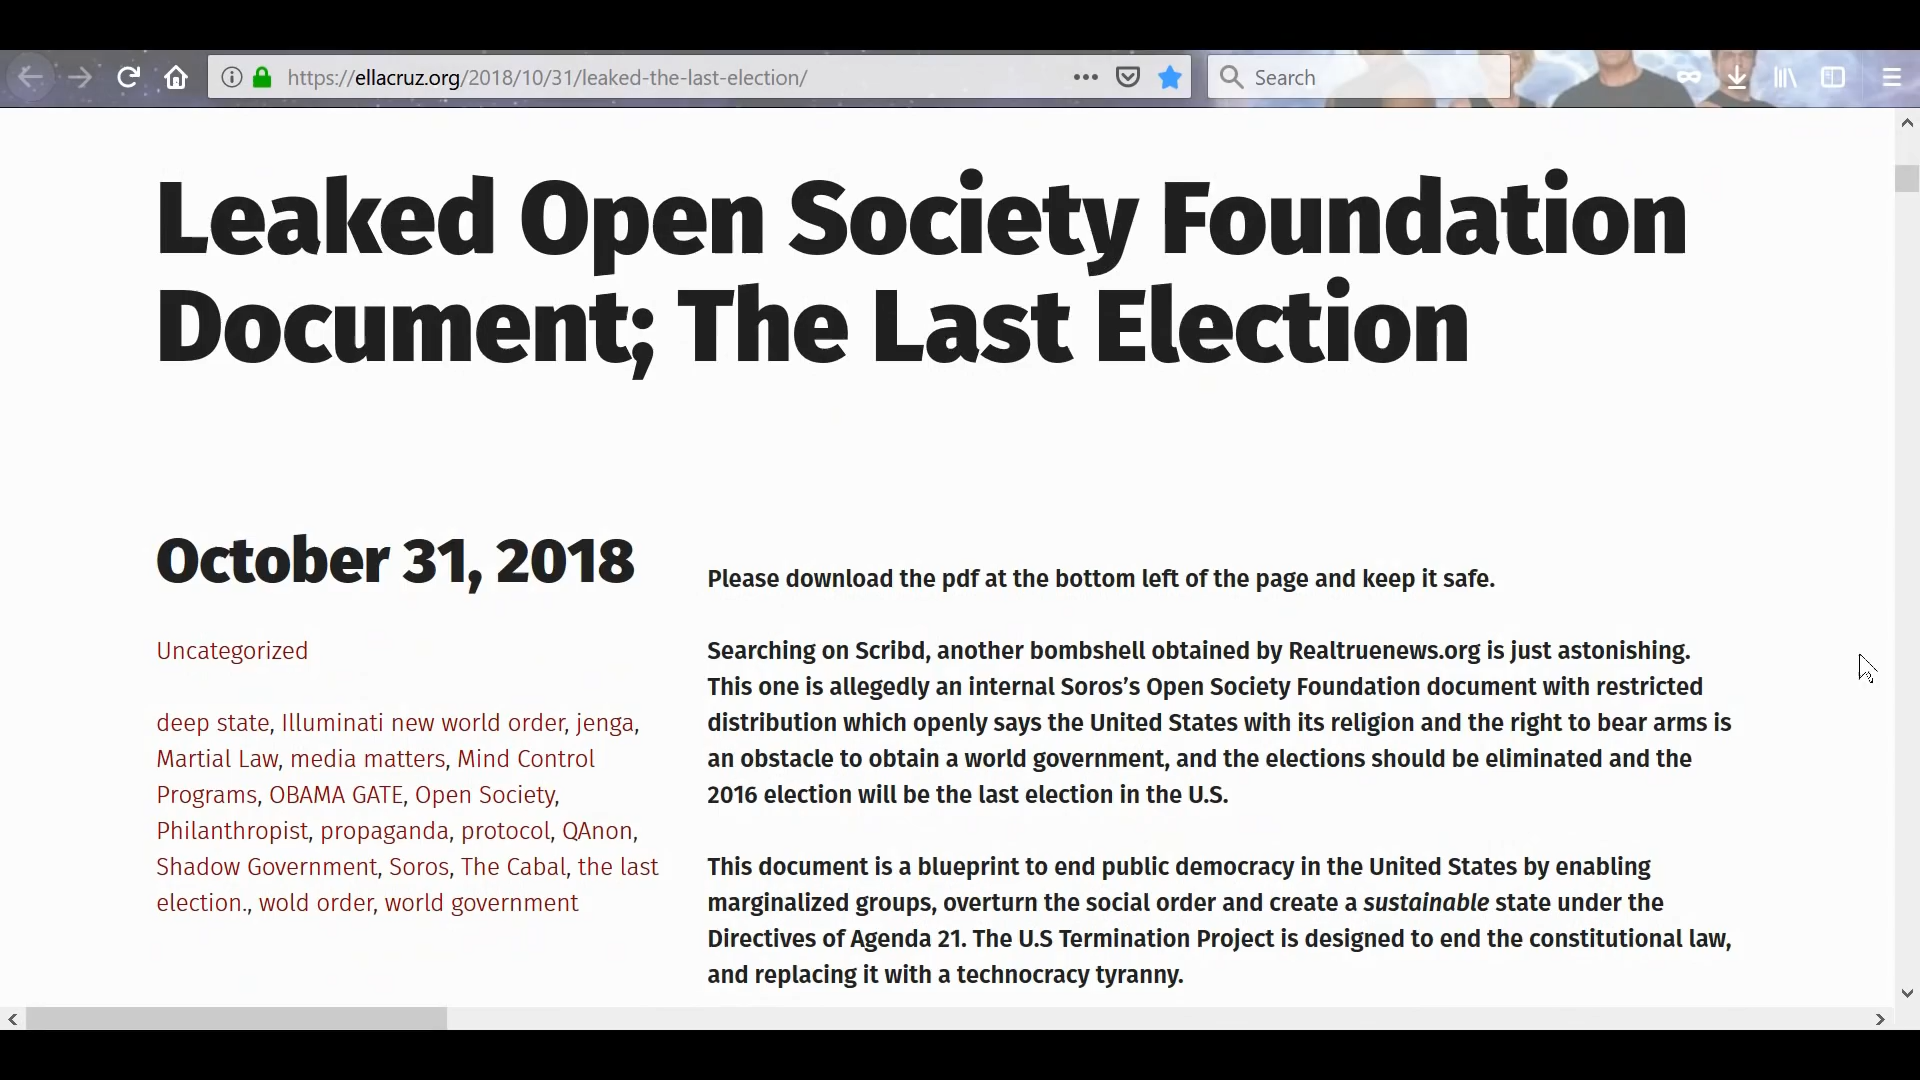 https://ellacruz.org/2018/10/31/leaked-the-last-election/
Search
Leaked Open Society Foundation
Document; The Last Election
October 31, 2018
Uncategorized
deep state, Illuminati new world order, jenga,
Martial Law, media matters, Mind Control
Programs, OBAMA GATE, Open Society,
Philanthropist, propaganda, protocol, QAnon,
Shadow Government, Soros, The Cabal, the last
election., wold order, world government
Please download the pdf at the bottom left of the page and keep it safe.
Searching on Scribd, another bombshell obtained by Realtruenews.org is just astonishing.
This one is allegedly an internal Soros’s Open Society Foundation document with restricted
distribution which openly says the United States with its religion and the right to bear arms is
an obstacle to obtain a world government, and the elections should be eliminated and the
2016 election will be the last election in the U.S.
This document is a blueprint to end public democracy in the United States by enabling
marginalized groups, overturn the social order and create a sustainable state under the
Directives of Agenda 21. The U.S Termination Project is designed to end the constitutional law,
and replacing it with a technocracy tyranny.